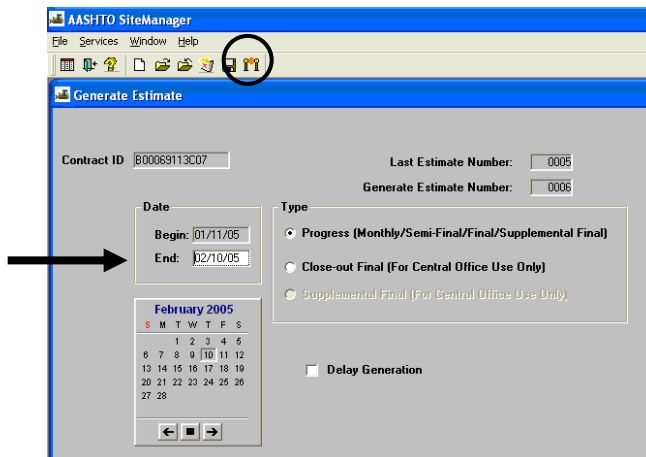 AASHTO SiteManager
File Services Window Help
Generate Estimate
Contract ID B00069113C07
Last Estimate Number: 0005
Generate Estimate Number: 0006
Date
Begin: 01/11/05
End: 02/10/05
Type
Progress (Monthly/Semi-Final/Final/Supplemental Final)
Close-out Final (For Central Office Use Only)
Supplemental Final (For Central Office Use Only)
February 2005
S M T W T F S
1 2 3 4 5
6 7 8 9 10 11 12
13 14 15 16 17 18 19
20 21 22 23 24 25 26
27 28
Delay Generation